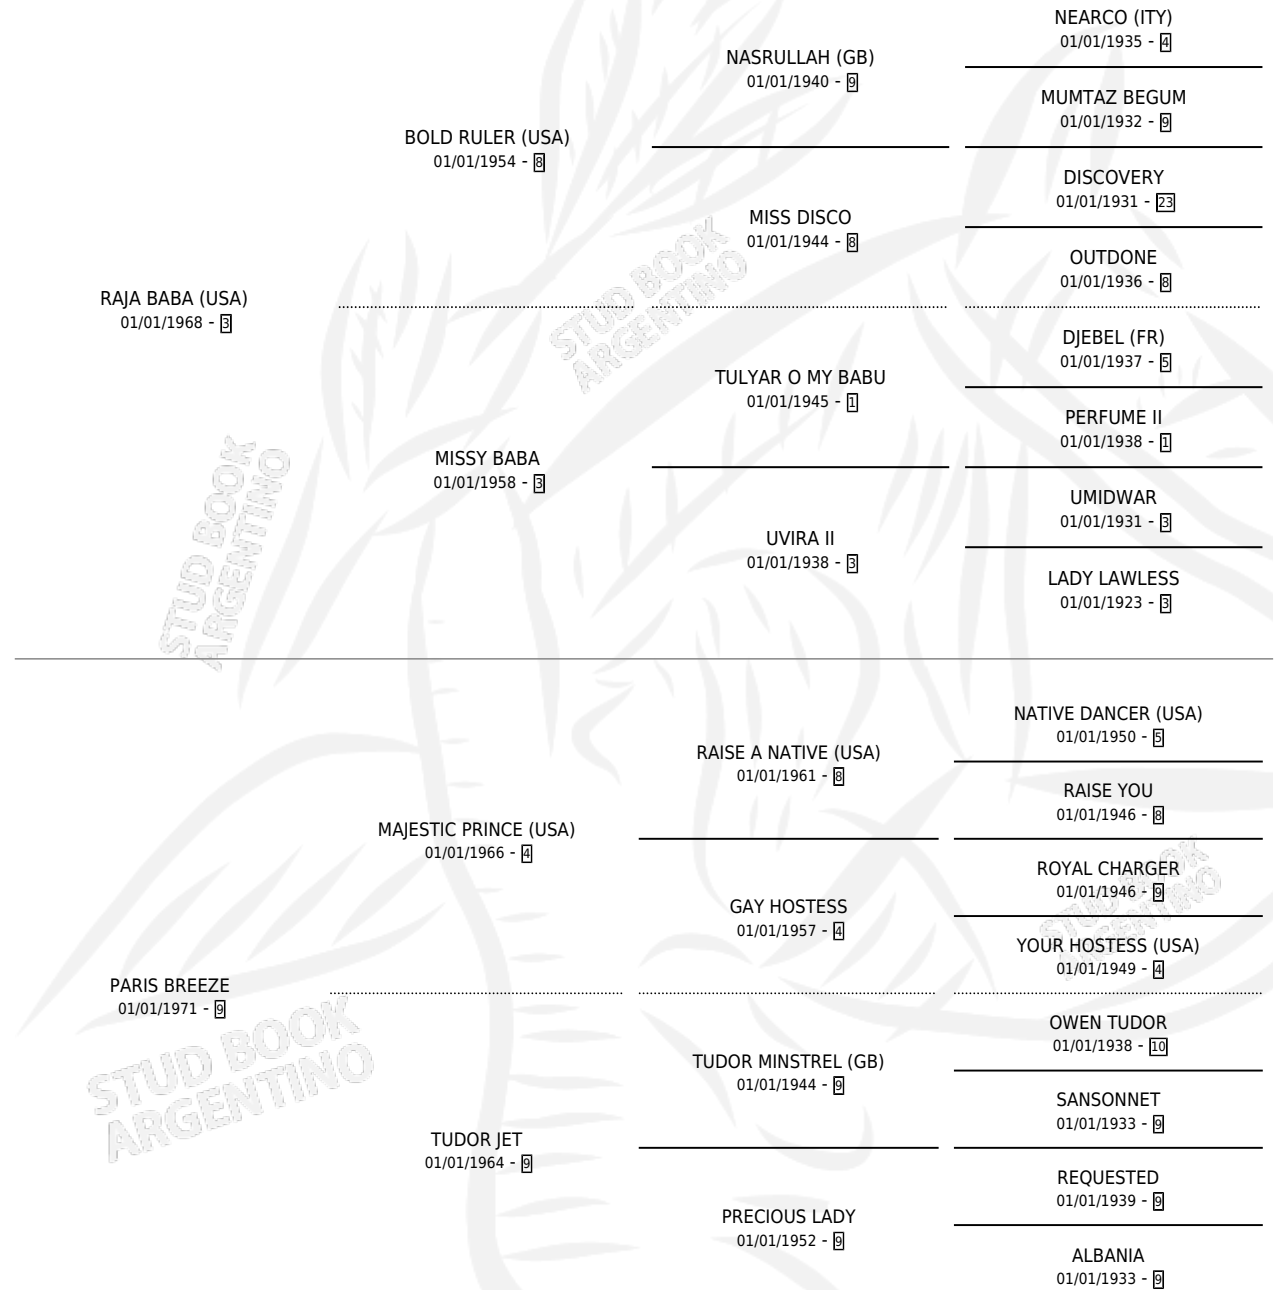 NEARCO (ITY)
01/01/1935 - 4
NASRULLAH (GB)
01/01/1940 - 9
MUMTAZ BEGUM
01/01/1932 - 9
BOLD RULER (USA)
01/01/1954 - 8
DISCOVERY
01/01/1931 - 23
MISS DISCO
01/01/1944 - 8
OUTDONE
01/01/1936 - 8
RAJA BABA (USA)
01/01/1968 - 3
DJEBEL (FR)
01/01/1937 - 5
TULYAR O MY BABU
01/01/1945 - 1
PERFUME II
01/01/1938 - 1
MISSY BABA
01/01/1958 - 3
UMIDWAR
01/01/1931 - 3
UVIRA II
01/01/1938 - 3
LADY LAWLESS
01/01/1923 - 3
STUD BOOK
ARGENTINO
STUD BOOK
ARGENTINO
NATIVE DANCER (USA)
01/01/1950 - 5
RAISE A NATIVE (USA)
01/01/1961 - 8
RAISE YOU
01/01/1946 - 8
MAJESTIC PRINCE (USA)
01/01/1966 - 4
ROYAL CHARGER
01/01/1946 - 9
GAY HOSTESS
01/01/1957 - 4
YOUR HOSTESS (USA)
01/01/1949 - 4
PARIS BREEZE
01/01/1971 - 9
OWEN TUDOR
01/01/1938 - 10
TUDOR MINSTREL (GB)
01/01/1944 - 9
SANSONNET
01/01/1933 - 9
TUDOR JET
01/01/1964 - 9
REQUESTED
01/01/1939 - 9
PRECIOUS LADY
01/01/1952 - 9
ALBANIA
01/01/1933 - 9
STUD BOOK
ARGENTINO
STUD BOOK
ARGENTINO